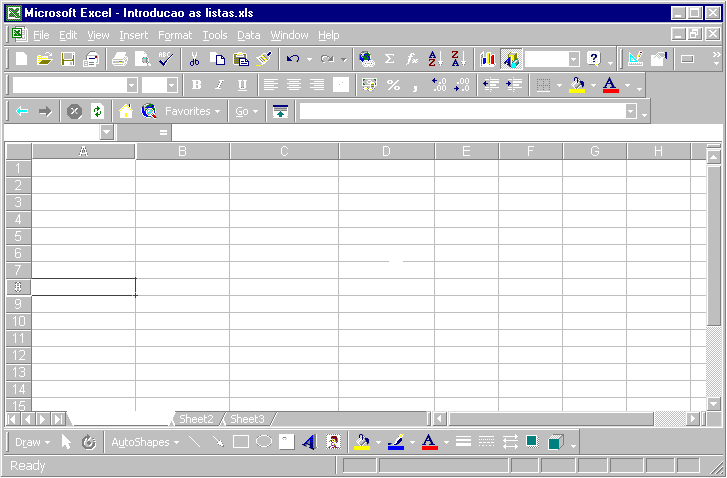 Microsoft Excel - Introducao as listas.xls
File Edit View Insert Format Tools Data Window Help
B I U
Favorites Go
=
A B C D E F G H
1
2
3
4
5
6
7
8
9
10
11
12
13
14
15
Sheet2 Sheet3
Draw AutoShapes
Ready